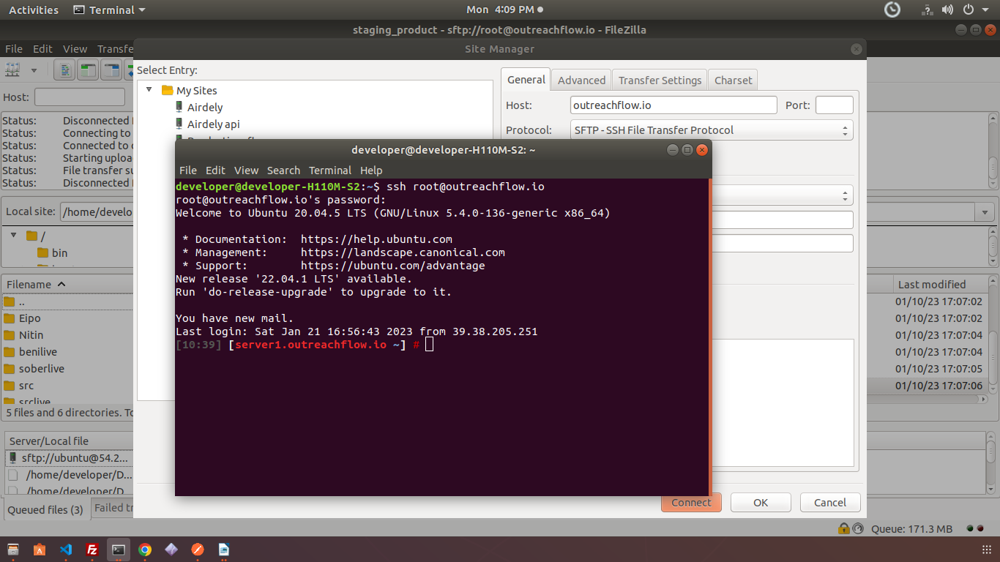 Activities Terminal Mon 4:09 PM
staging_product - sftp://root@outreachflow.io - FileZilla
File Edit View Transfe
Site Manager
Select Entry:
My Sites
Airdely
Airdely api
General Advanced Transfer Settings Charset
Host: outreachflow.io Port:
Protocol: SFTP - SSH File Transfer Protocol
Host:
Status: Disconnected
Status: Connecting to
Status: Connected to
Status: Starting uploa
Status: File transfer su
Status: Disconnected
Local site: /home/develo
/
bin
Filename
..
Eipo
Nitin
benilive
soberlive
src
srclive
5 files and 6 directories. To
Server/Local file
sftp://ubuntu@54.2...
/home/developer/D...
/home/developer/D
Queued files (3) Failed tr
developer@developer-H110M-S2: ~
File Edit View Search Terminal Help
developer@developer-H110M-S2:~$ ssh root@outreachflow.io
root@outreachflow.io's password:
Welcome to Ubuntu 20.04.5 LTS (GNU/Linux 5.4.0-136-generic x86_64)
* Documentation: https://help.ubuntu.com
* Management: https://landscape.canonical.com
* Support: https://ubuntu.com/advantage
New release '22.04.1 LTS' available.
Run 'do-release-upgrade' to upgrade to it.
You have new mail.
Last login: Sat Jan 21 16:56:43 2023 from 39.38.205.251
[10:39] [server1.outreachflow.io ~] #
Last modified
01/10/23 17:07:02
01/10/23 17:07:02
01/10/23 17:07:04
01/10/23 17:07:04
01/10/23 17:07:05
01/10/23 17:07:06
Connect OK Cancel
Queue: 171.3 MB